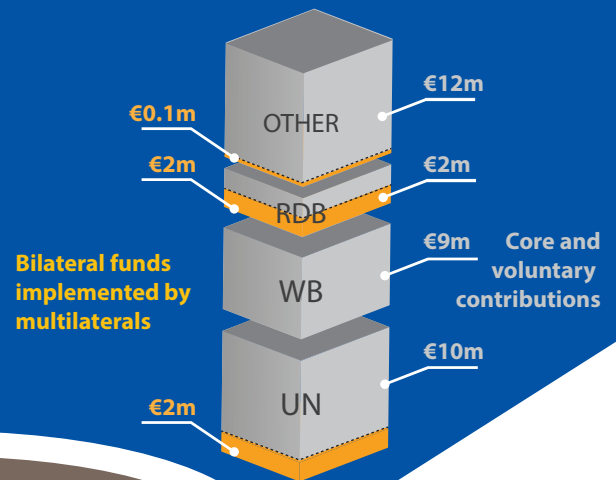 €12m
OTHER
€0.1m
€2m
€2m
RDB
€9m
Core and
voluntary
contributions
Bilateral funds
implemented by
multilaterals
WB
€10m
UN
€2m